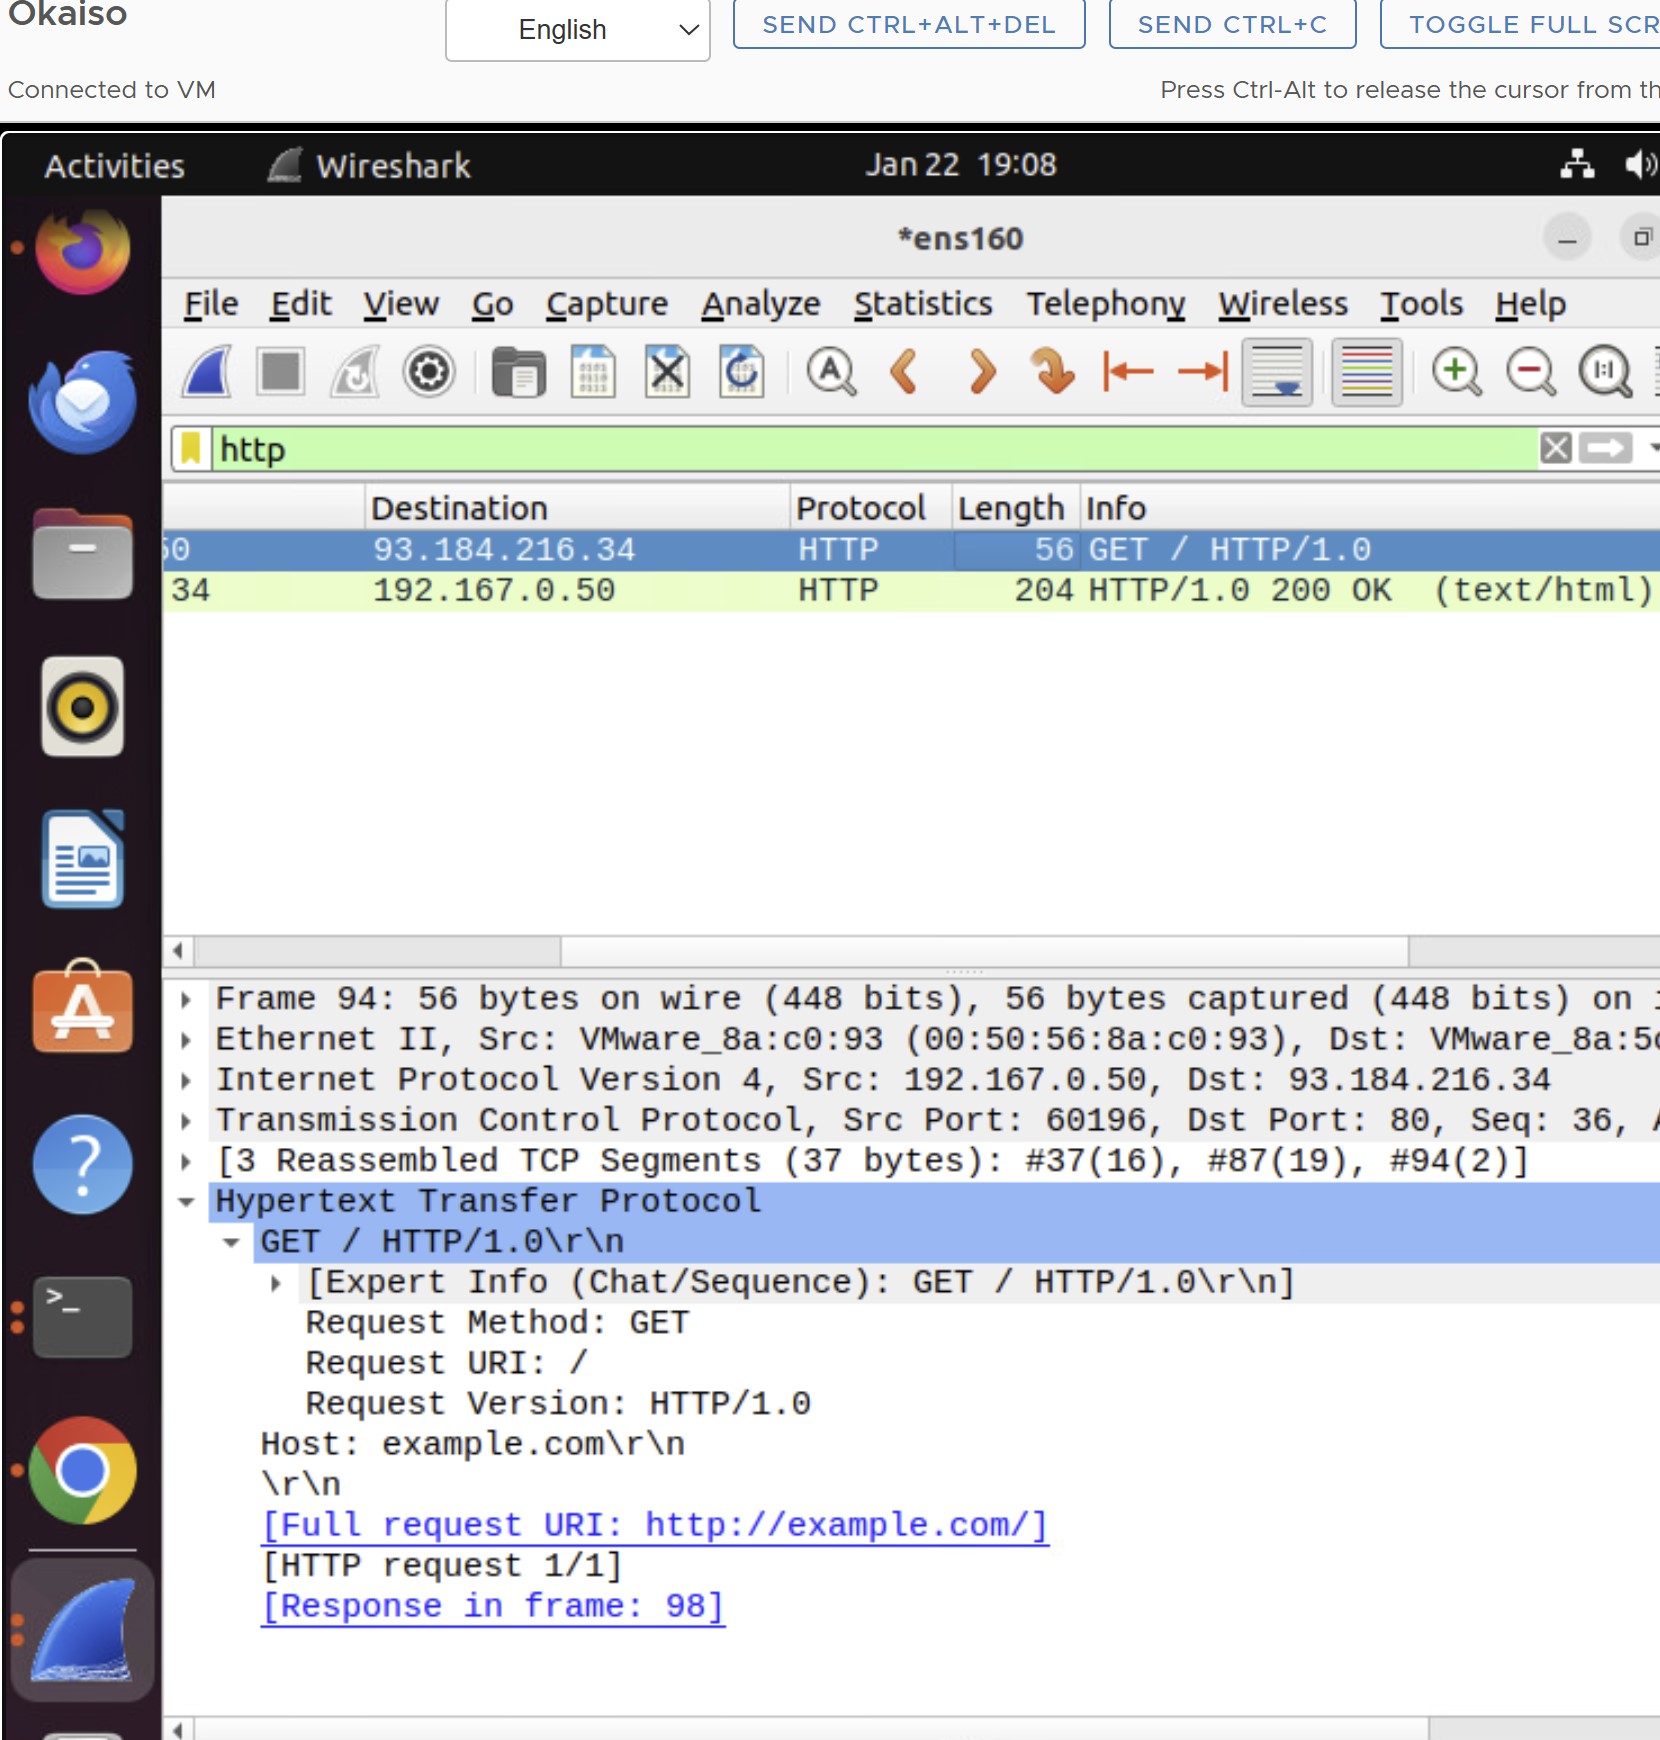 Okaiso
English
SEND CTRL+ALT+DEL
SEND CTRL+C
TOGGLE FULL SCR
Connected to VM
Press Ctrl-Alt to release the cursor from th
Activities
Wireshark
Jan 22 19:08
*ens160
File Edit View Go Capture Analyze Statistics Telephony Wireless Tools Help
http
Destination Protocol Length Info
50 93.184.216.34 HTTP 56 GET / HTTP/1.0
34 192.167.0.50 HTTP 204 HTTP/1.0 200 OK (text/html)
Frame 94: 56 bytes on wire (448 bits), 56 bytes captured (448 bits) on
Ethernet II, Src: VMware_8a:c0:93 (00:50:56:8a:c0:93), Dst: VMware_8a:5c
Internet Protocol Version 4, Src: 192.167.0.50, Dst: 93.184.216.34
Transmission Control Protocol, Src Port: 60196, Dst Port: 80, Seq: 36, A
[3 Reassembled TCP Segments (37 bytes): #37(16), #87(19), #94(2)]
Hypertext Transfer Protocol
GET / HTTP/1.0\r\n
[Expert Info (Chat/Sequence): GET / HTTP/1.0\r\n]
Request Method: GET
Request URI: /
Request Version: HTTP/1.0
Host: example.com\r\n
\r\n
[Full request URI: http://example.com/]
[HTTP request 1/1]
[Response in frame: 98]